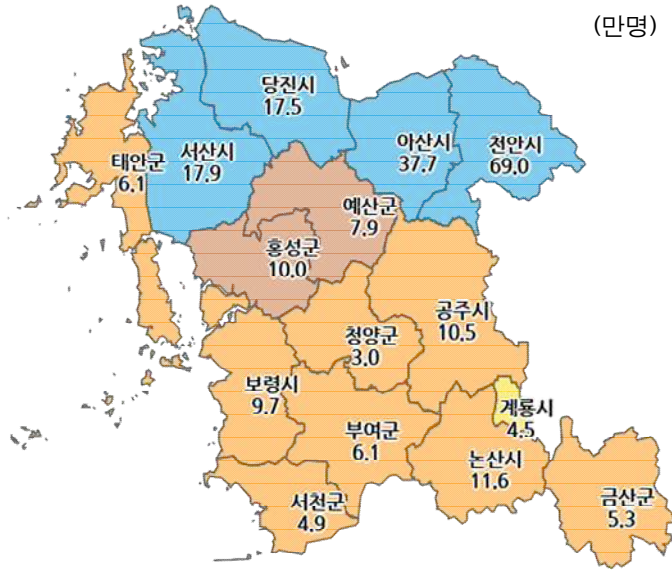 (만명)
당진시
17.5
아산시
37.7
천안시
69.0
태안군
6.1
서산시
17.9
예산군
7.9
홍성군
10.0
공주시
10.5
청양군
3.0
보령시
9.7
계룡시
4.5
부여군
6.1
논산시
11.6
서천군
4.9
금산군
5.3